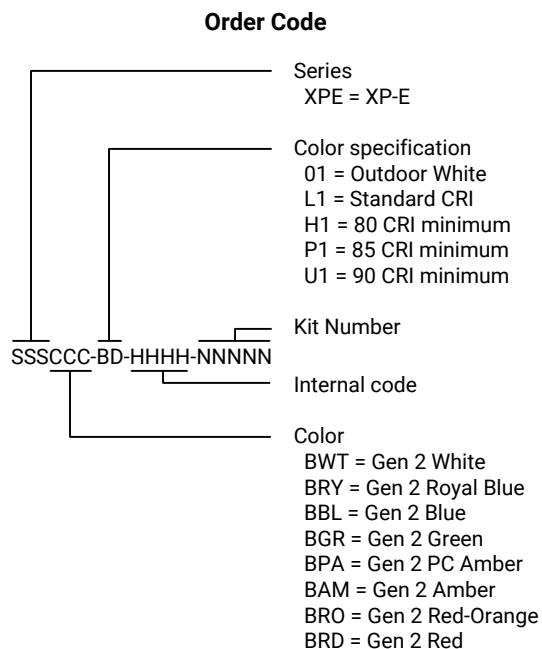 Order Code
Series
XPE = XP-E
Color specification
01 = Outdoor White
L1 = Standard CRI
H1 = 80 CRI minimum
P1 = 85 CRI minimum
U1 = 90 CRI minimum
Kit Number
SSSCCC-BD-HHHH-NNNNN
Internal code
Color
BWT = Gen 2 White
BRY = Gen 2 Royal Blue
BBL = Gen 2 Blue
BGR = Gen 2 Green
BPA = Gen 2 PC Amber
BAM = Gen 2 Amber
BRO = Gen 2 Red-Orange
BRD = Gen 2 Red